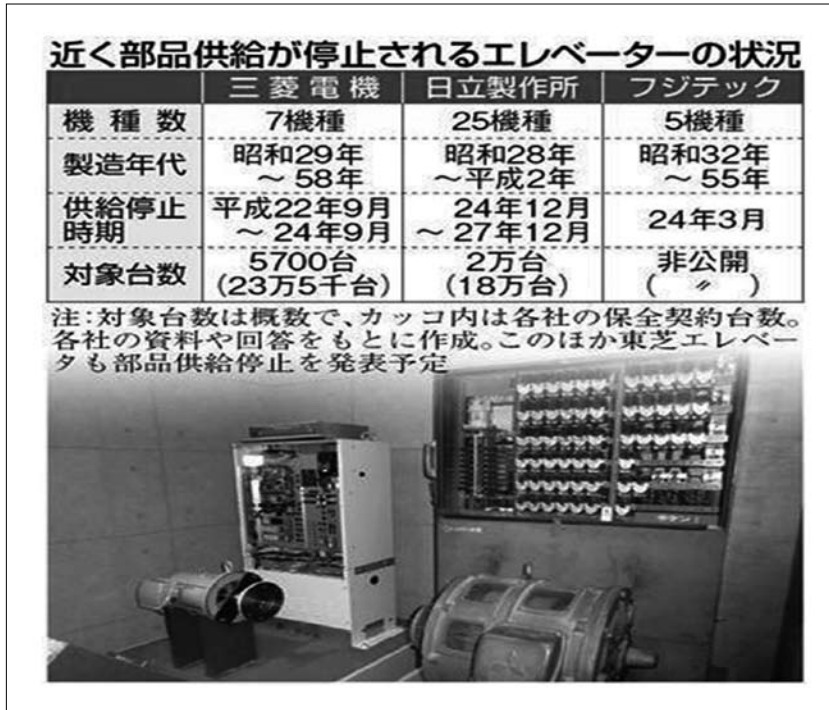 近く部品供給が停止されるエレベーターの状況
三菱電機 日立製作所 フジテック
機種数 7機種 25機種 5機種
製造年代 昭和29年～58年 昭和28年～平成2年 昭和32年～55年
供給停止時期 平成22年9月～24年9月 24年12月～27年12月 24年3月
対象台数 5700台(23万5千台) 2万台(18万台) 非公開(〃)
注：対象台数は概数で、カッコ内は各社の保全契約台数。
各社の資料や回答をもとに作成。このほか東芝エレベー
タも部品供給停止を発表予定